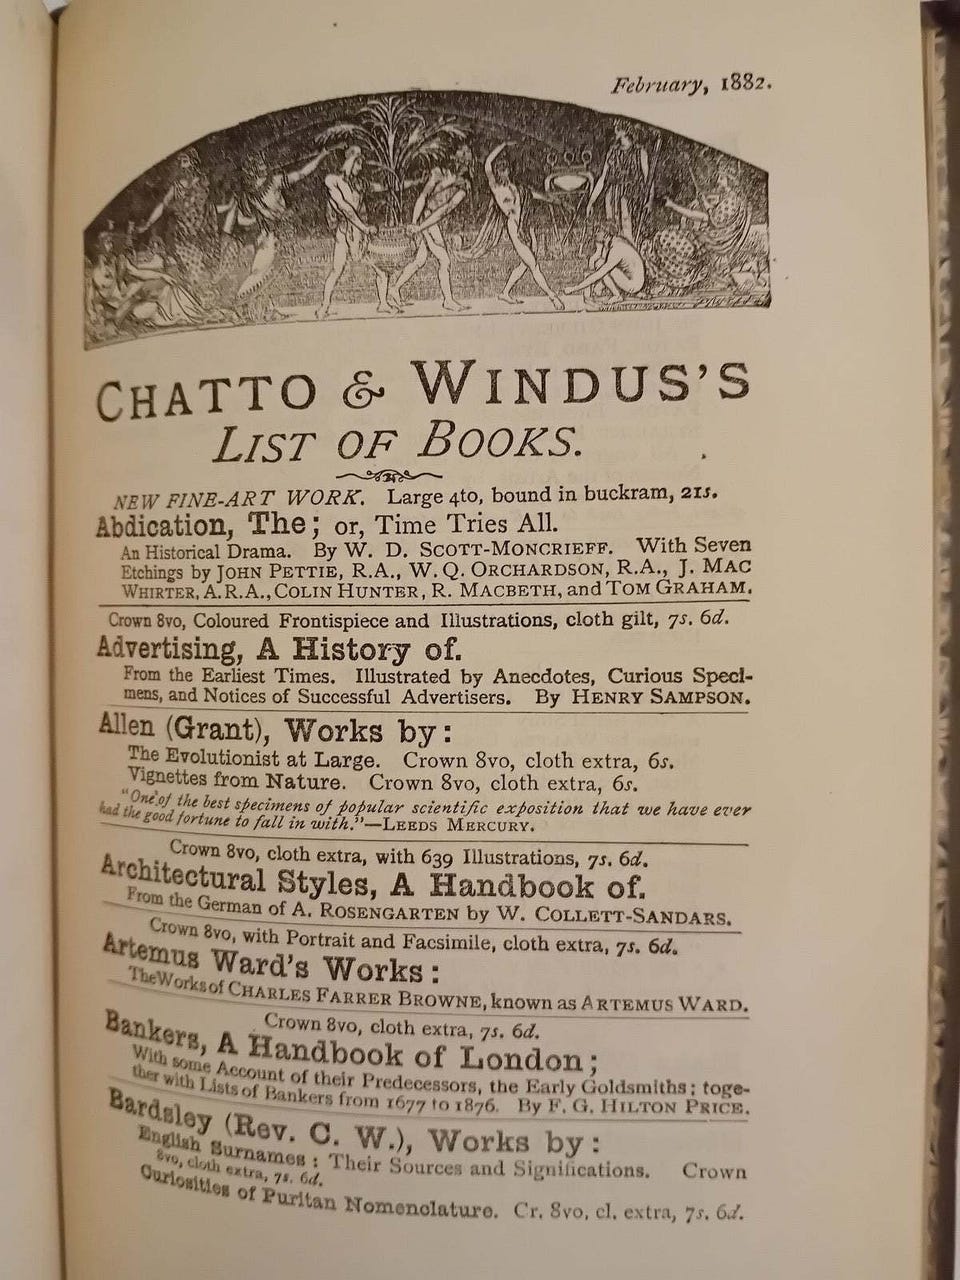 February, 1882.
CHATTO & WINDUS'S
LIST OF BOOKS.
NEW FINE-ART WORK. Large 4to, bound in buckram, 21s.
Abdication, The; or, Time Tries All.
An Historical Drama. By W. D. SCOTT-MONCRIEFF. With Seven
Etchings by JOHN PETTIE, R.A., W. Q. ORCHARDSON, R.A., J. MAC
WHIRTER, A.R.A., COLIN HUNTER, R. MACBETH, and TOM GRAHAM.
Crown 8vo, Coloured Frontispiece and Illustrations, cloth gilt, 7s. 6d.
Advertising, A History of.
From the Earliest Times. Illustrated by Anecdotes, Curious Speci-
mens, and Notices of Successful Advertisers. By HENRY SAMPSON.
Allen (Grant), Works by:
The Evolutionist at Large. Crown 8vo, cloth extra, 6s.
Vignettes from Nature. Crown 8vo, cloth extra, 6s.
"One of the best specimens of popular scientific exposition that we have ever
had the good fortune to fall in with."—LEEDS MERCURY.
Crown 8vo, cloth extra, with 639 Illustrations, 7s. 6d.
Architectural Styles, A Handbook of.
From the German of A. ROSENGARTEN by W. COLLETT-SANDARS.
Crown 8vo, with Portrait and Facsimile, cloth extra, 7s. 6d.
Artemus Ward's Works:
The Works of CHARLES FARRER BROWNE, known as ARTEMUS WARD.
Crown 8vo, cloth extra, 7s. 6d.
Bankers, A Handbook of London;
With some Account of their Predecessors, the Early Goldsmiths; toge-
ther with Lists of Bankers from 1677 to 1876. By F. G. HILTON PRICE.
Bardsley (Rev. C. W.), Works by:
English Surnames: Their Sources and Significations. Crown
8vo, cloth extra, 7s. 6d.
Curiosities of Puritan Nomenclature. Cr. 8vo, cl. extra, 7s. 6d.